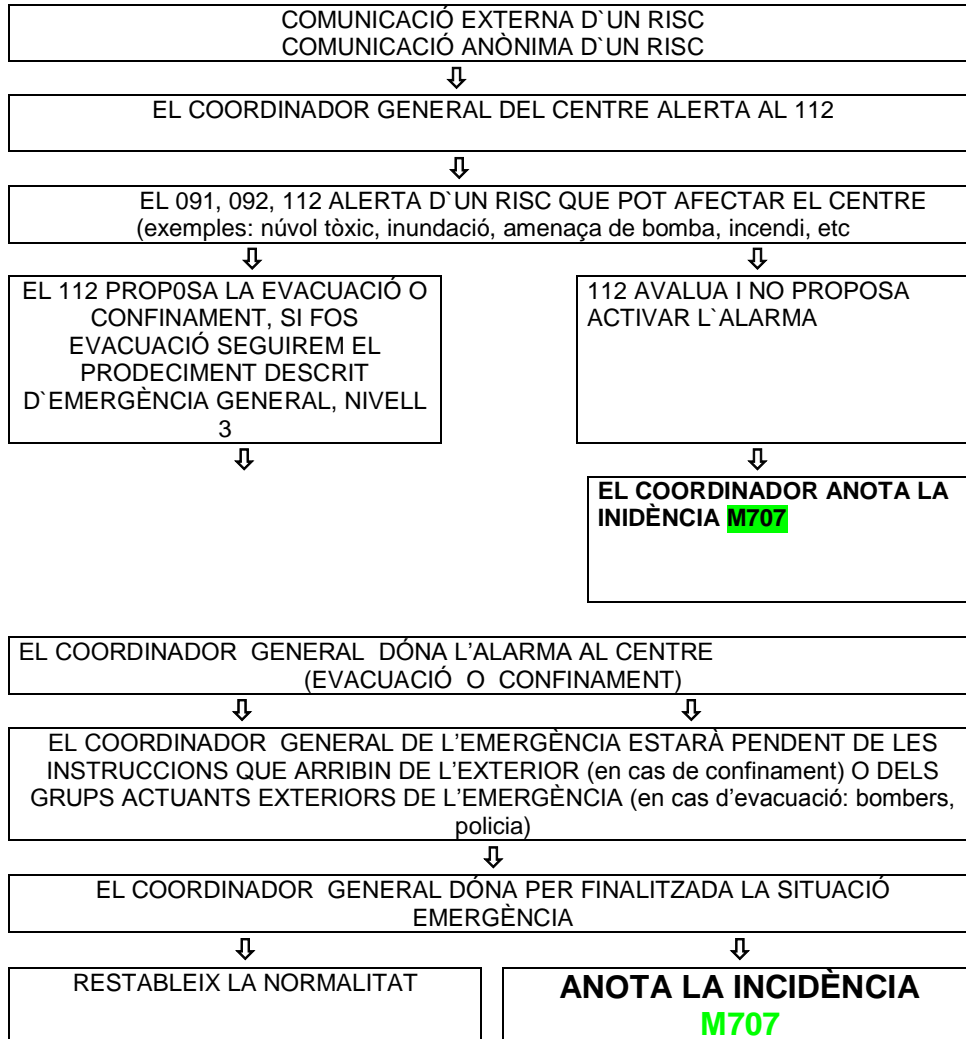 COMUNICACIÓ EXTERNA D`UN RISC
COMUNICACIÓ ANÒNIMA D`UN RISC
EL COORDINADOR GENERAL DEL CENTRE ALERTA AL 112
EL 091, 092, 112 ALERTA D`UN RISC QUE POT AFECTAR EL CENTRE
(exemples: núvol tòxic, inundació, amenaça de bomba, incendi, etc
EL 112 PROP0SA LA EVACUACIÓ O
CONFINAMENT, SI FOS
EVACUACIÓ SEGUIREM EL
PRODECIMENT DESCRIT
D`EMERGÈNCIA GENERAL, NIVELL
3
112 AVALUA I NO PROPOSA
ACTIVAR L`ALARMA
EL COORDINADOR ANOTA LA
INIDÈNCIA M707
EL COORDINADOR GENERAL DÓNA L'ALARMA AL CENTRE
(EVACUACIÓ O CONFINAMENT)
EL COORDINADOR GENERAL DE L'EMERGÈNCIA ESTARÀ PENDENT DE LES
INSTRUCCIONS QUE ARRIBIN DE L'EXTERIOR (en cas de confinament) O DELS
GRUPS ACTUANTS EXTERIORS DE L'EMERGÈNCIA (en cas d'evacuació: bombers,
policia)
EL COORDINADOR GENERAL DÓNA PER FINALITZADA LA SITUACIÓ
EMERGÈNCIA
RESTABLEIX LA NORMALITAT
ANOTA LA INCIDÈNCIA
M707